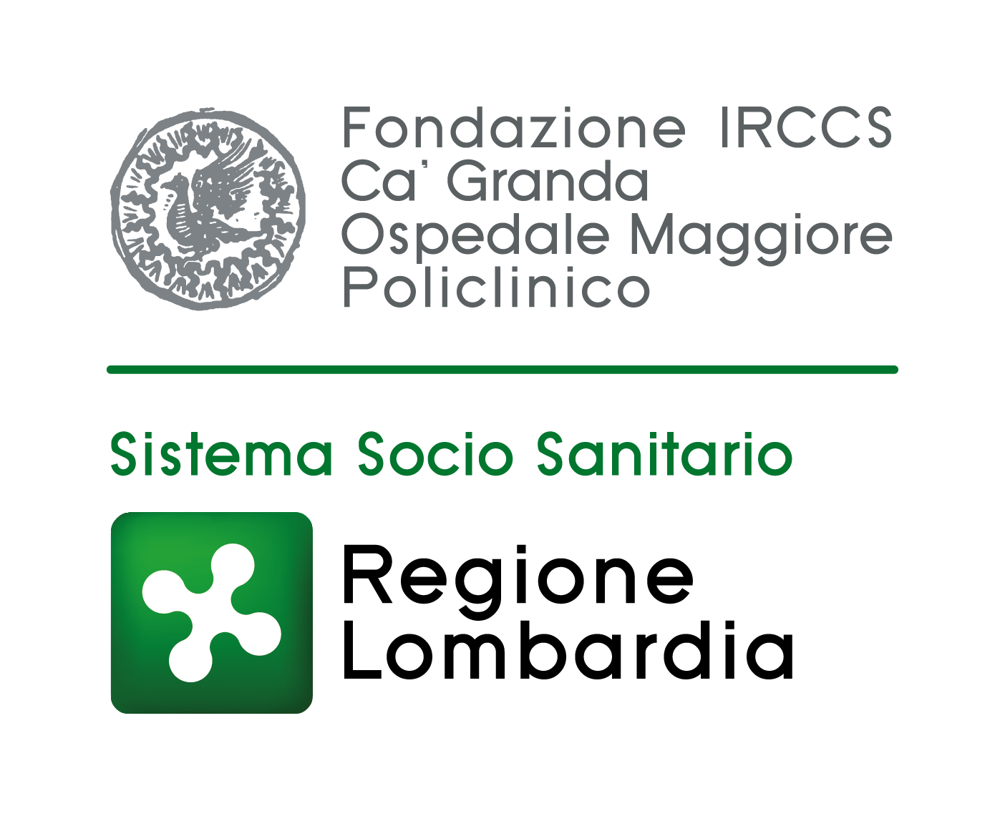 Fondazione IRCCS
Ca' Granda
Ospedale Maggiore
Policlinico
Sistema Socio Sanitario
Regione
Lombardia